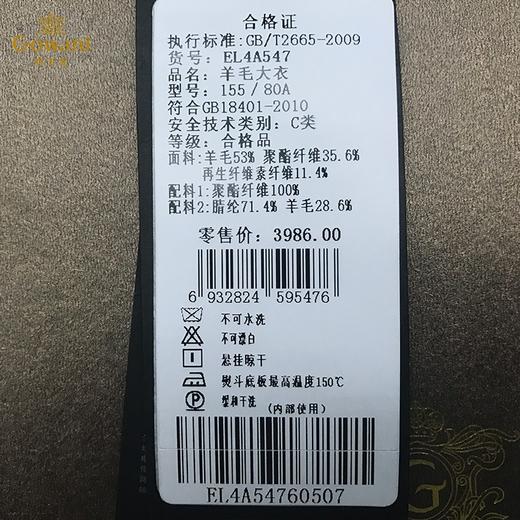 Gowani
合格证
执行标准:GB/T2665-2009
货号: EL4A547
品名: 羊毛大衣
型号: 155/80A
符合GB18401-2010
安全技术类别: C类
等级: 合格品
面料:羊毛53% 聚酯纤维35.6%
再生纤维素纤维11.4%
配料1:聚酯纤维100%
配料2:腈纶71.4% 羊毛28.6%
零售价: 3986.00
6 932824 595476
不可水洗
不可漂白
悬挂晾干
熨斗底板最高温度150℃
P 柔和干洗
(内部使用)
EL4A54760507
G